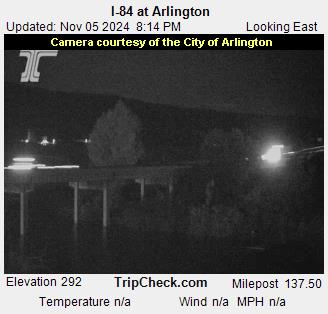 I-84 at Arlington
Updated: Nov 05 2024 8:14 PM Looking East
Camera courtesy of the City of Arlington
Elevation 292 TripCheck.com Milepost 137.50
Temperature n/a Wind n/a MPH n/a